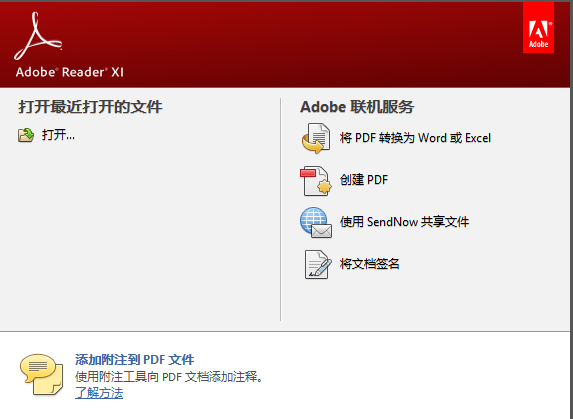 Adobe® Reader® XI
Adobe
打开最近打开的文件
打开...
Adobe 联机服务
将 PDF 转换为 Word 或 Excel
创建 PDF
使用 SendNow 共享文件
将文档签名
添加附注到 PDF 文件
使用附注工具向 PDF 文档添加注释。
了解方法